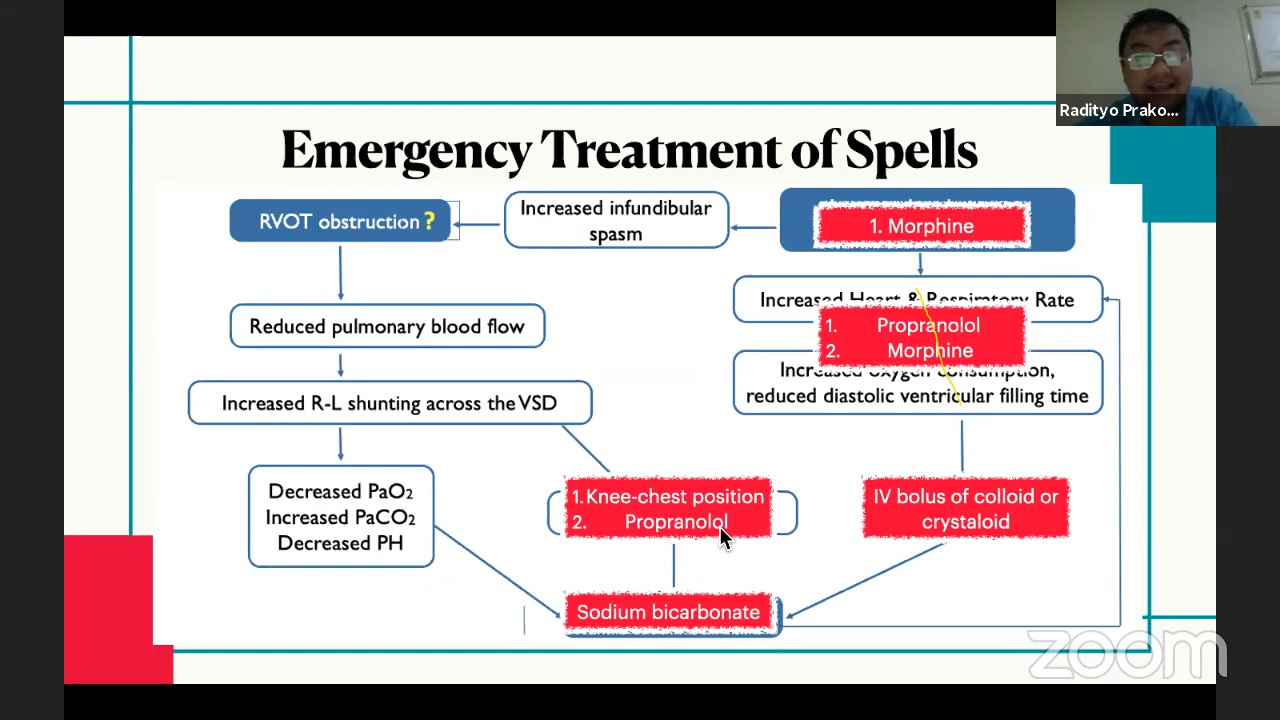 Radityo Prako...
Emergency Treatment of Spells
RVOT obstruction ?
Increased infundibular
spasm
1. Morphine
Increased Heart & Respiratory Rate
Reduced pulmonary blood flow
1. Propranolol
2. Morphine
Increased oxygen consumption,
reduced diastolic ventricular filling time
Increased R-L shunting across the VSD
Decreased PaO2
Increased PaCO2
Decreased PH
1. Knee-chest position
2. Propranolol
IV bolus of colloid or
crystaloid
Sodium bicarbonate
zoom